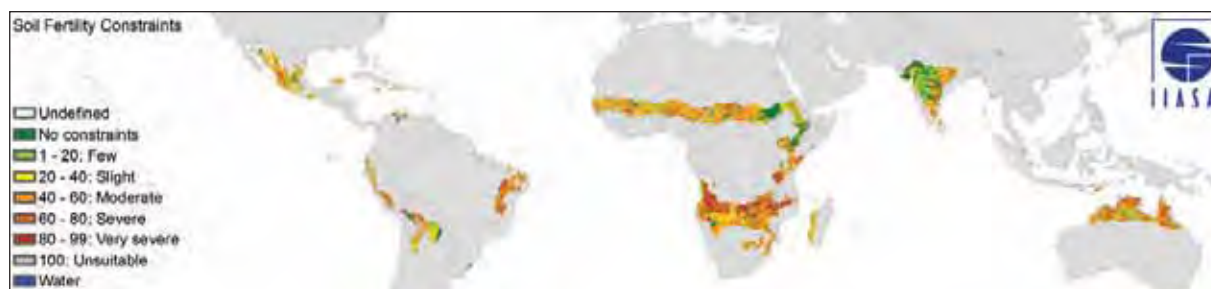 Soil Fertility Constraints
Undefined
No constraints
1 - 20: Few
20 - 40: Slight
40 - 60: Moderate
60 - 80: Severe
80 - 99: Very severe
100: Unsuitable
Water
IIASA